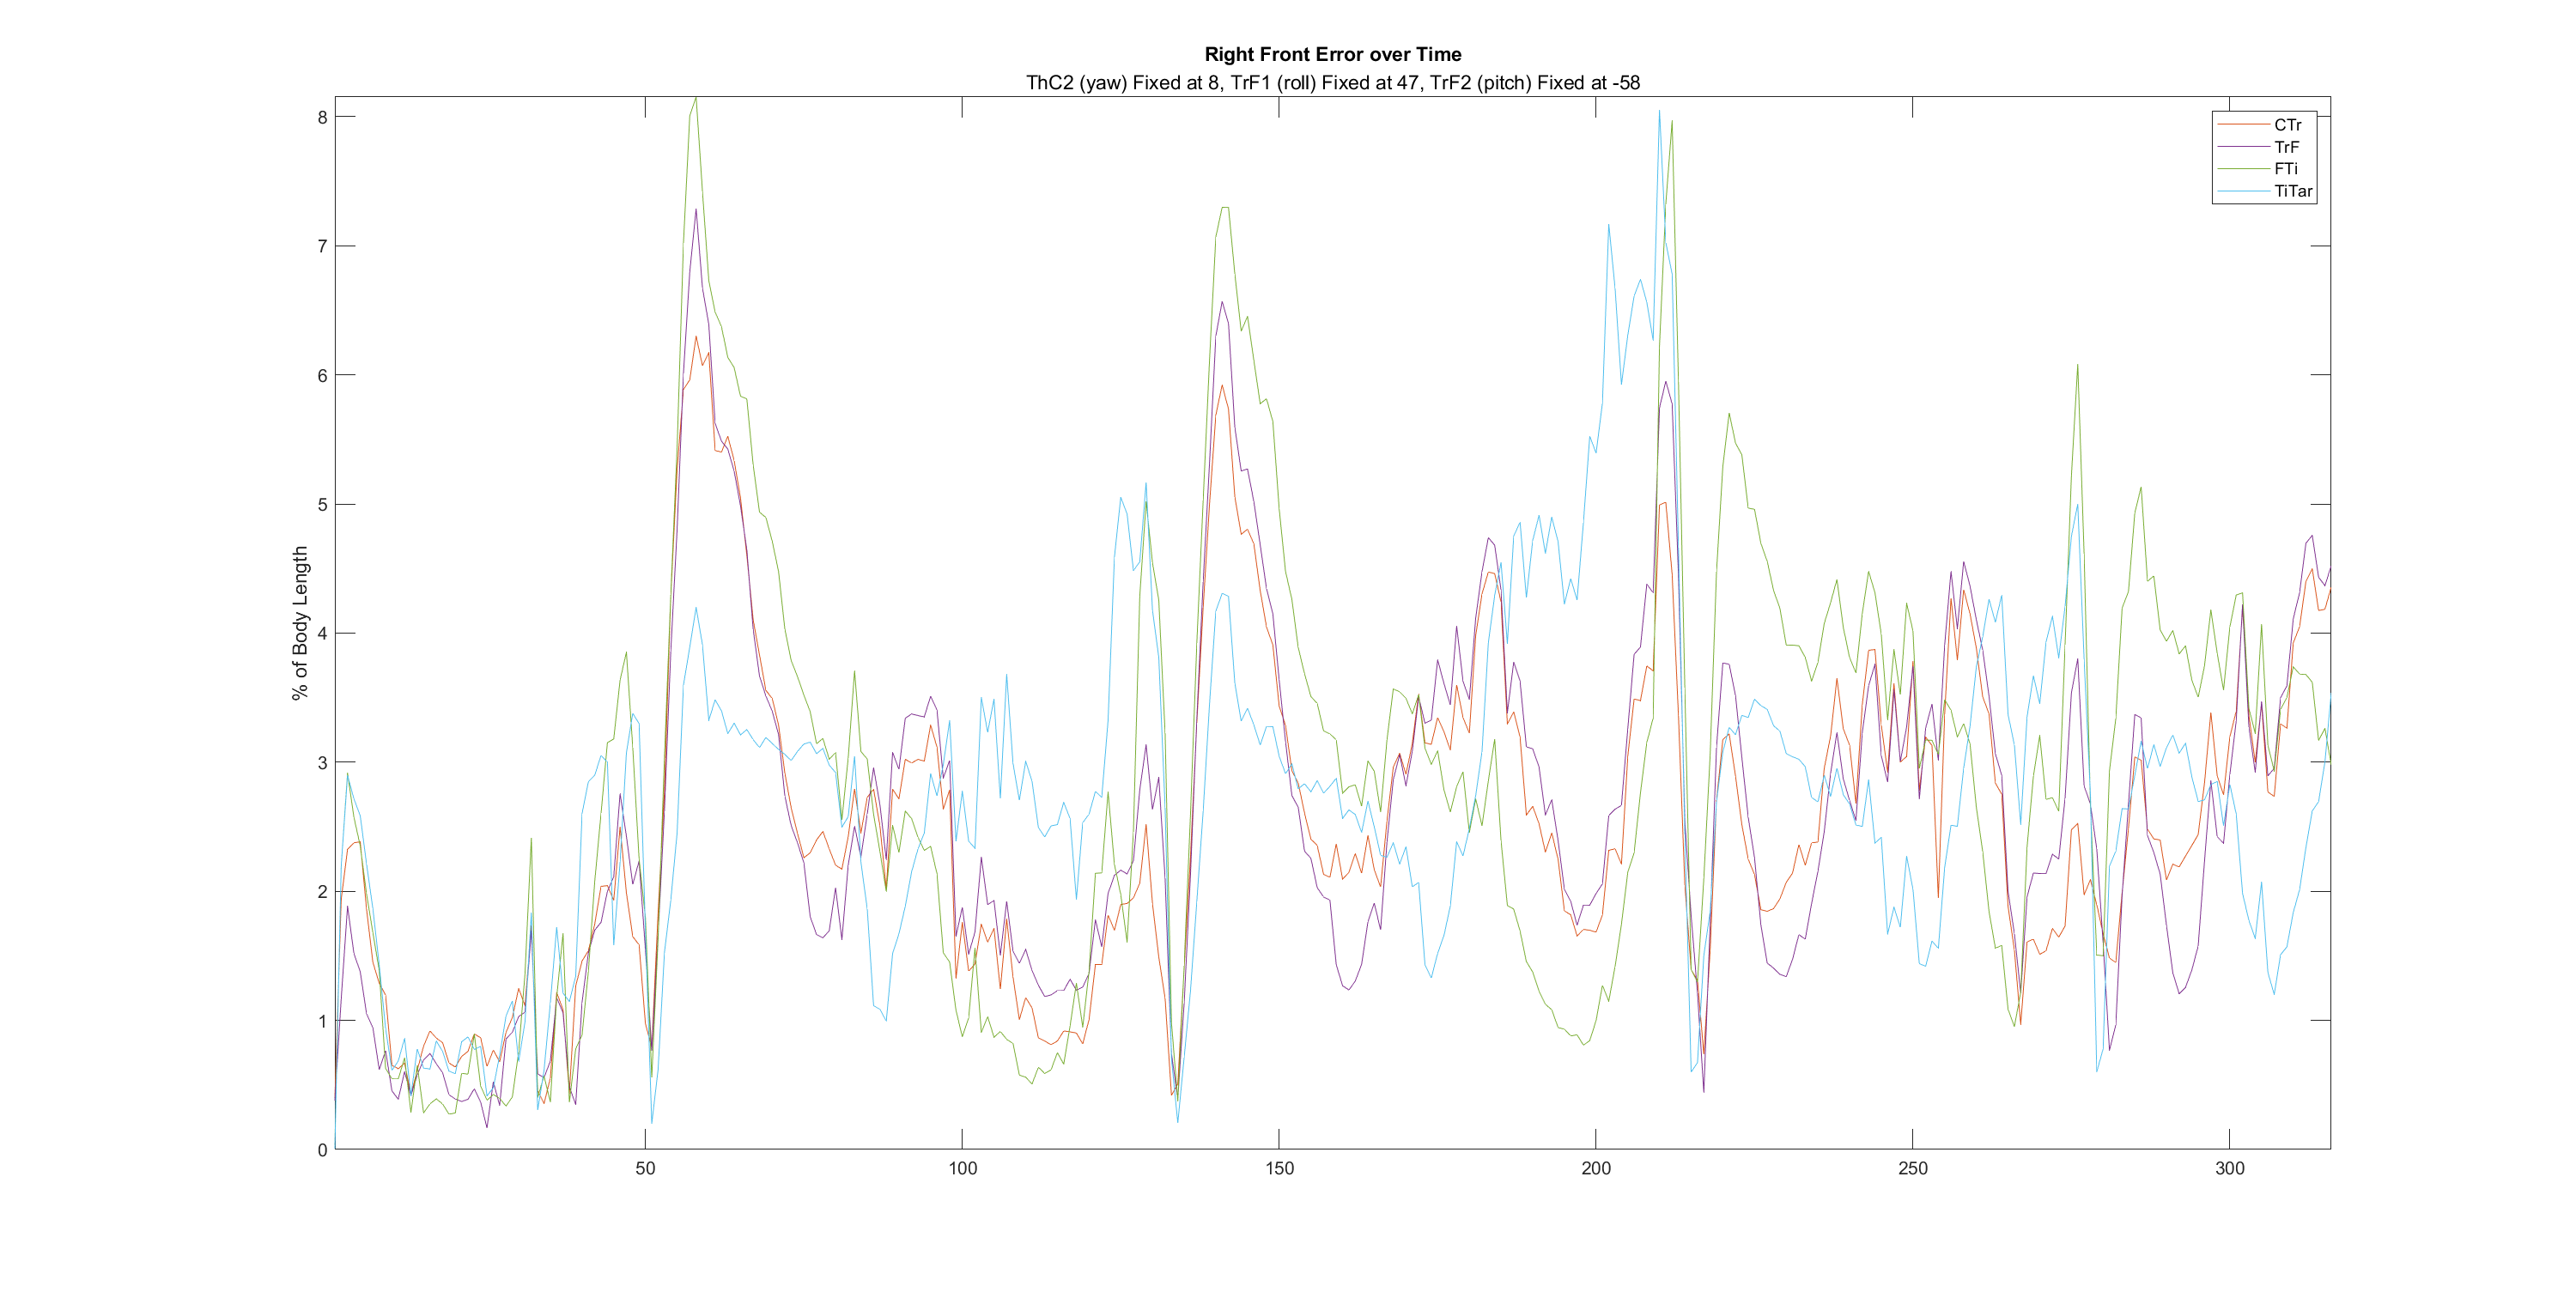 Right Front Error over Time
ThC2 (yaw) Fixed at 8, TrF1 (roll) Fixed at 47, TrF2 (pitch) Fixed at -58
% of Body Length
8
7
6
5
4
3
2
1
0
50
100
150
200
250
300
CTr
TrF
FTi
TiTar